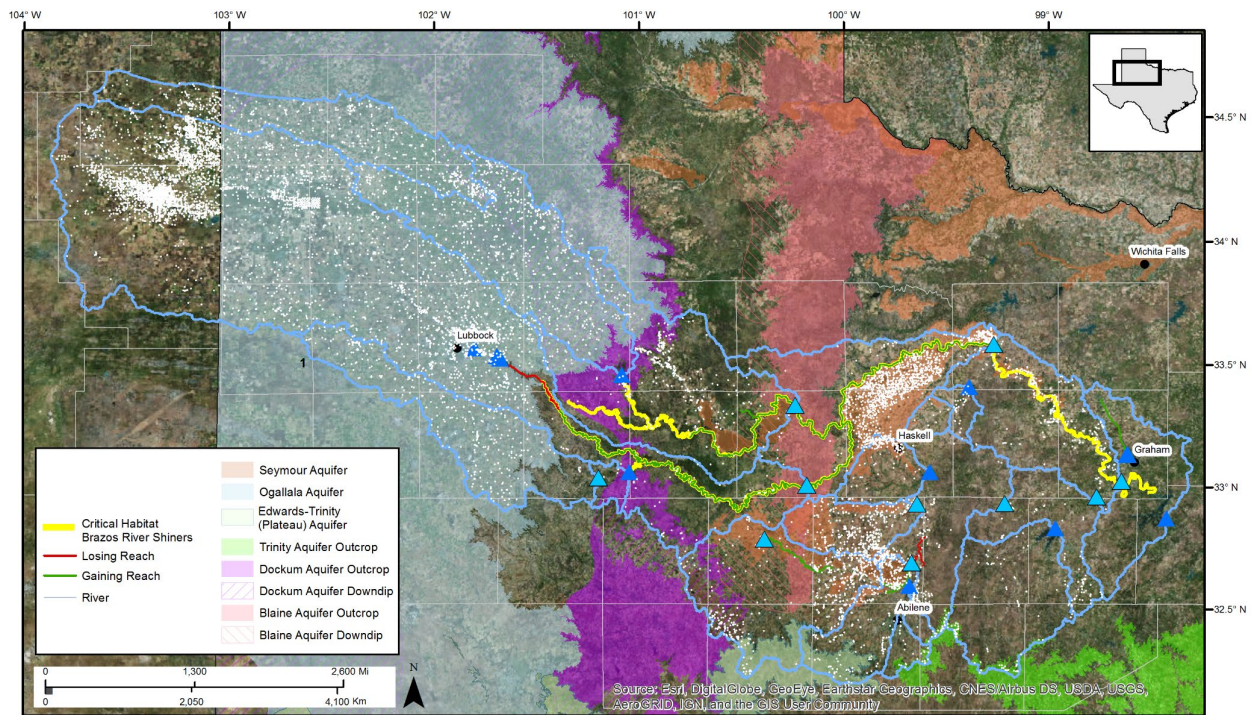 104° W
103° W
102° W
101° W
100° W
99° W
34.5° N
34° N
33.5° N
33° N
32.5° N
Wichita Falls
Lubbock
1
Haskell
Graham
Abilene
Critical Habitat
Brazos River Shiners
Losing Reach
Gaining Reach
River
Seymour Aquifer
Ogallala Aquifer
Edwards-Trinity
(Plateau) Aquifer
Trinity Aquifer Outcrop
Dockum Aquifer Outcrop
Dockum Aquifer Downdip
Blaine Aquifer Outcrop
Blaine Aquifer Downdip
0 1,300 2,600 Mi
0 2,050 4,100 Km
N
Source: Esri, DigitalGlobe, GeoEye, Earthstar Geographics, CNES/Airbus DS, USDA, USGS,
AeroGRID, IGN, and the GIS User Community